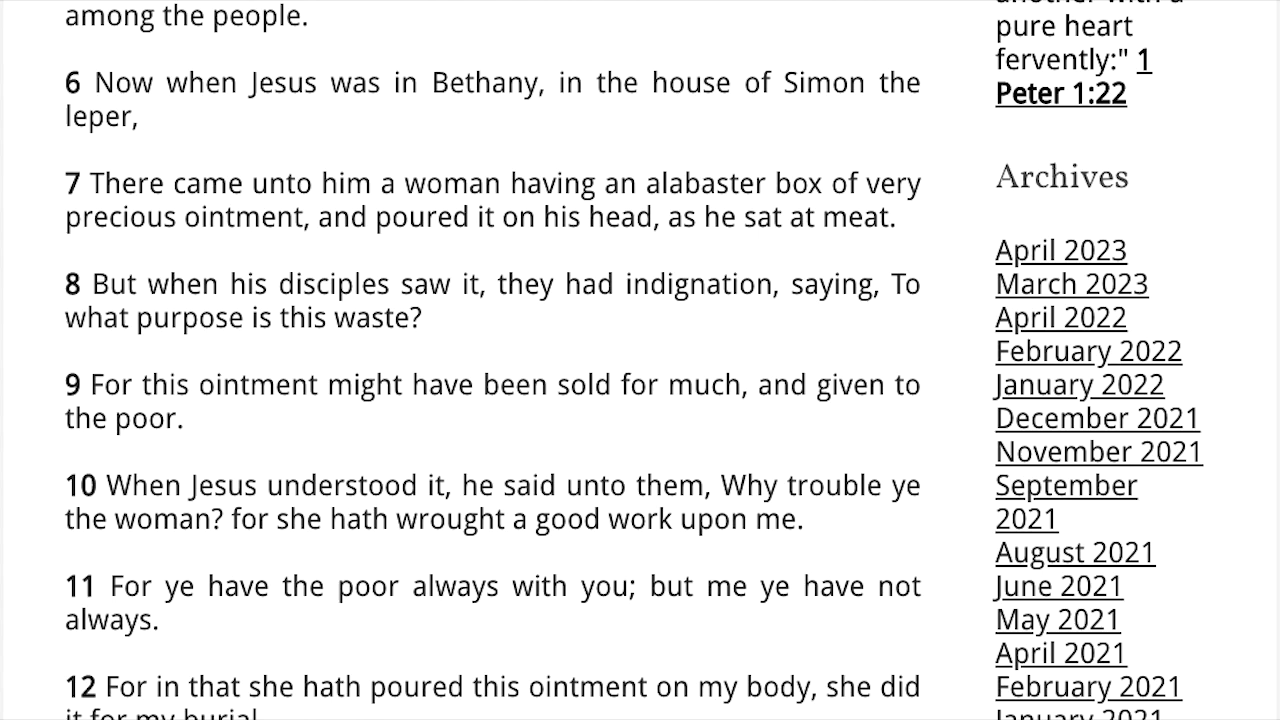 among the people.
6 Now when Jesus was in Bethany, in the house of Simon the
leper,
7 There came unto him a woman having an alabaster box of very
precious ointment, and poured it on his head, as he sat at meat.
8 But when his disciples saw it, they had indignation, saying, To
what purpose is this waste?
9 For this ointment might have been sold for much, and given to
the poor.
10 When Jesus understood it, he said unto them, Why trouble ye
the woman? for she hath wrought a good work upon me.
11 For ye have the poor always with you; but me ye have not
always.
12 For in that she hath poured this ointment on my body, she did
it for my burial
another with a
pure heart
fervently:" 1
Peter 1:22
Archives
April 2023
March 2023
April 2022
February 2022
January 2022
December 2021
November 2021
September
2021
August 2021
June 2021
May 2021
April 2021
February 2021
January 2021